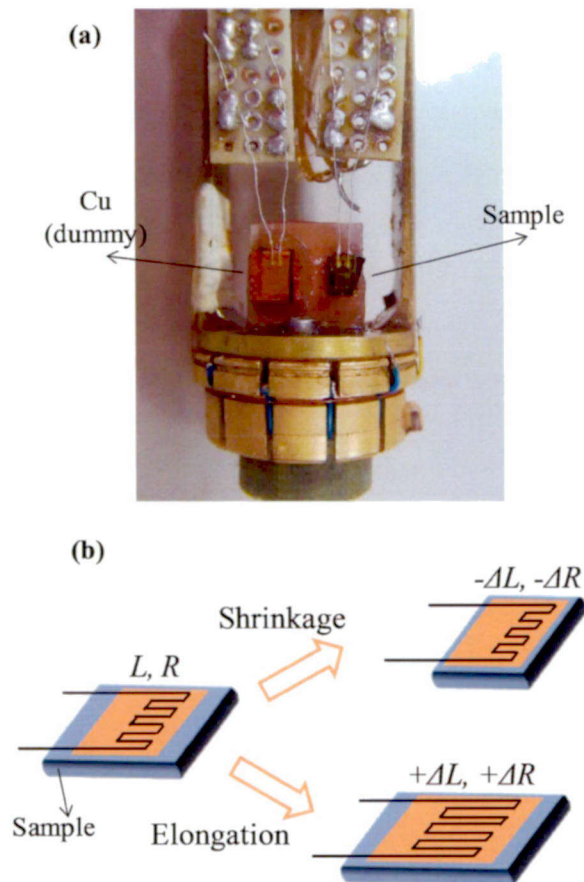 (a)
Cu
(dummy)
Sample
(b)
-ΔL, -ΔR
Shrinkage
L, R
+ΔL, +ΔR
Sample
Elongation